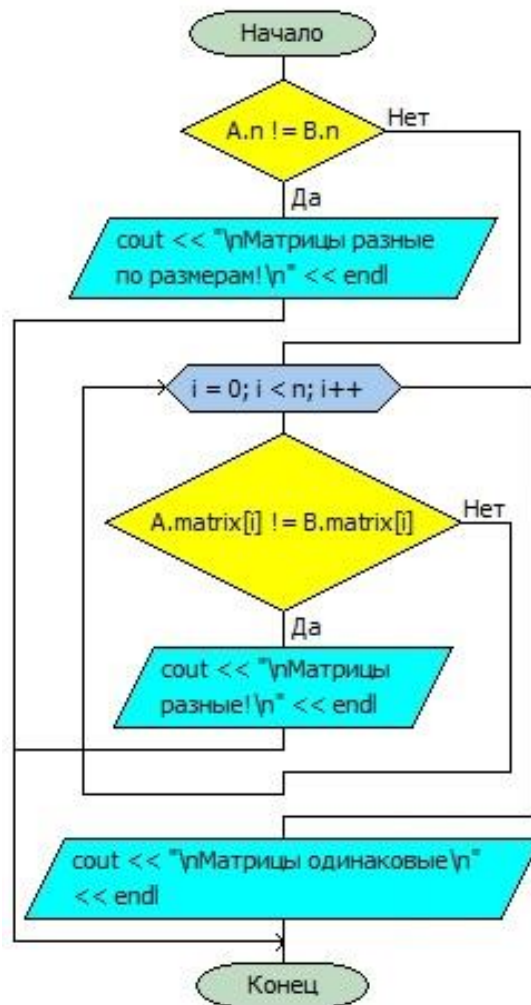 Начало
A.n != B.n
Нет
Да
cout << "\nМатрицы разные
по размерам!\n" << endl
i = 0; i < n; i++
A.matrix[i] != B.matrix[i]
Нет
Да
cout << "\nМатрицы
разные!\n" << endl
cout << "\nМатрицы одинаковые\n"
<< endl
Конец